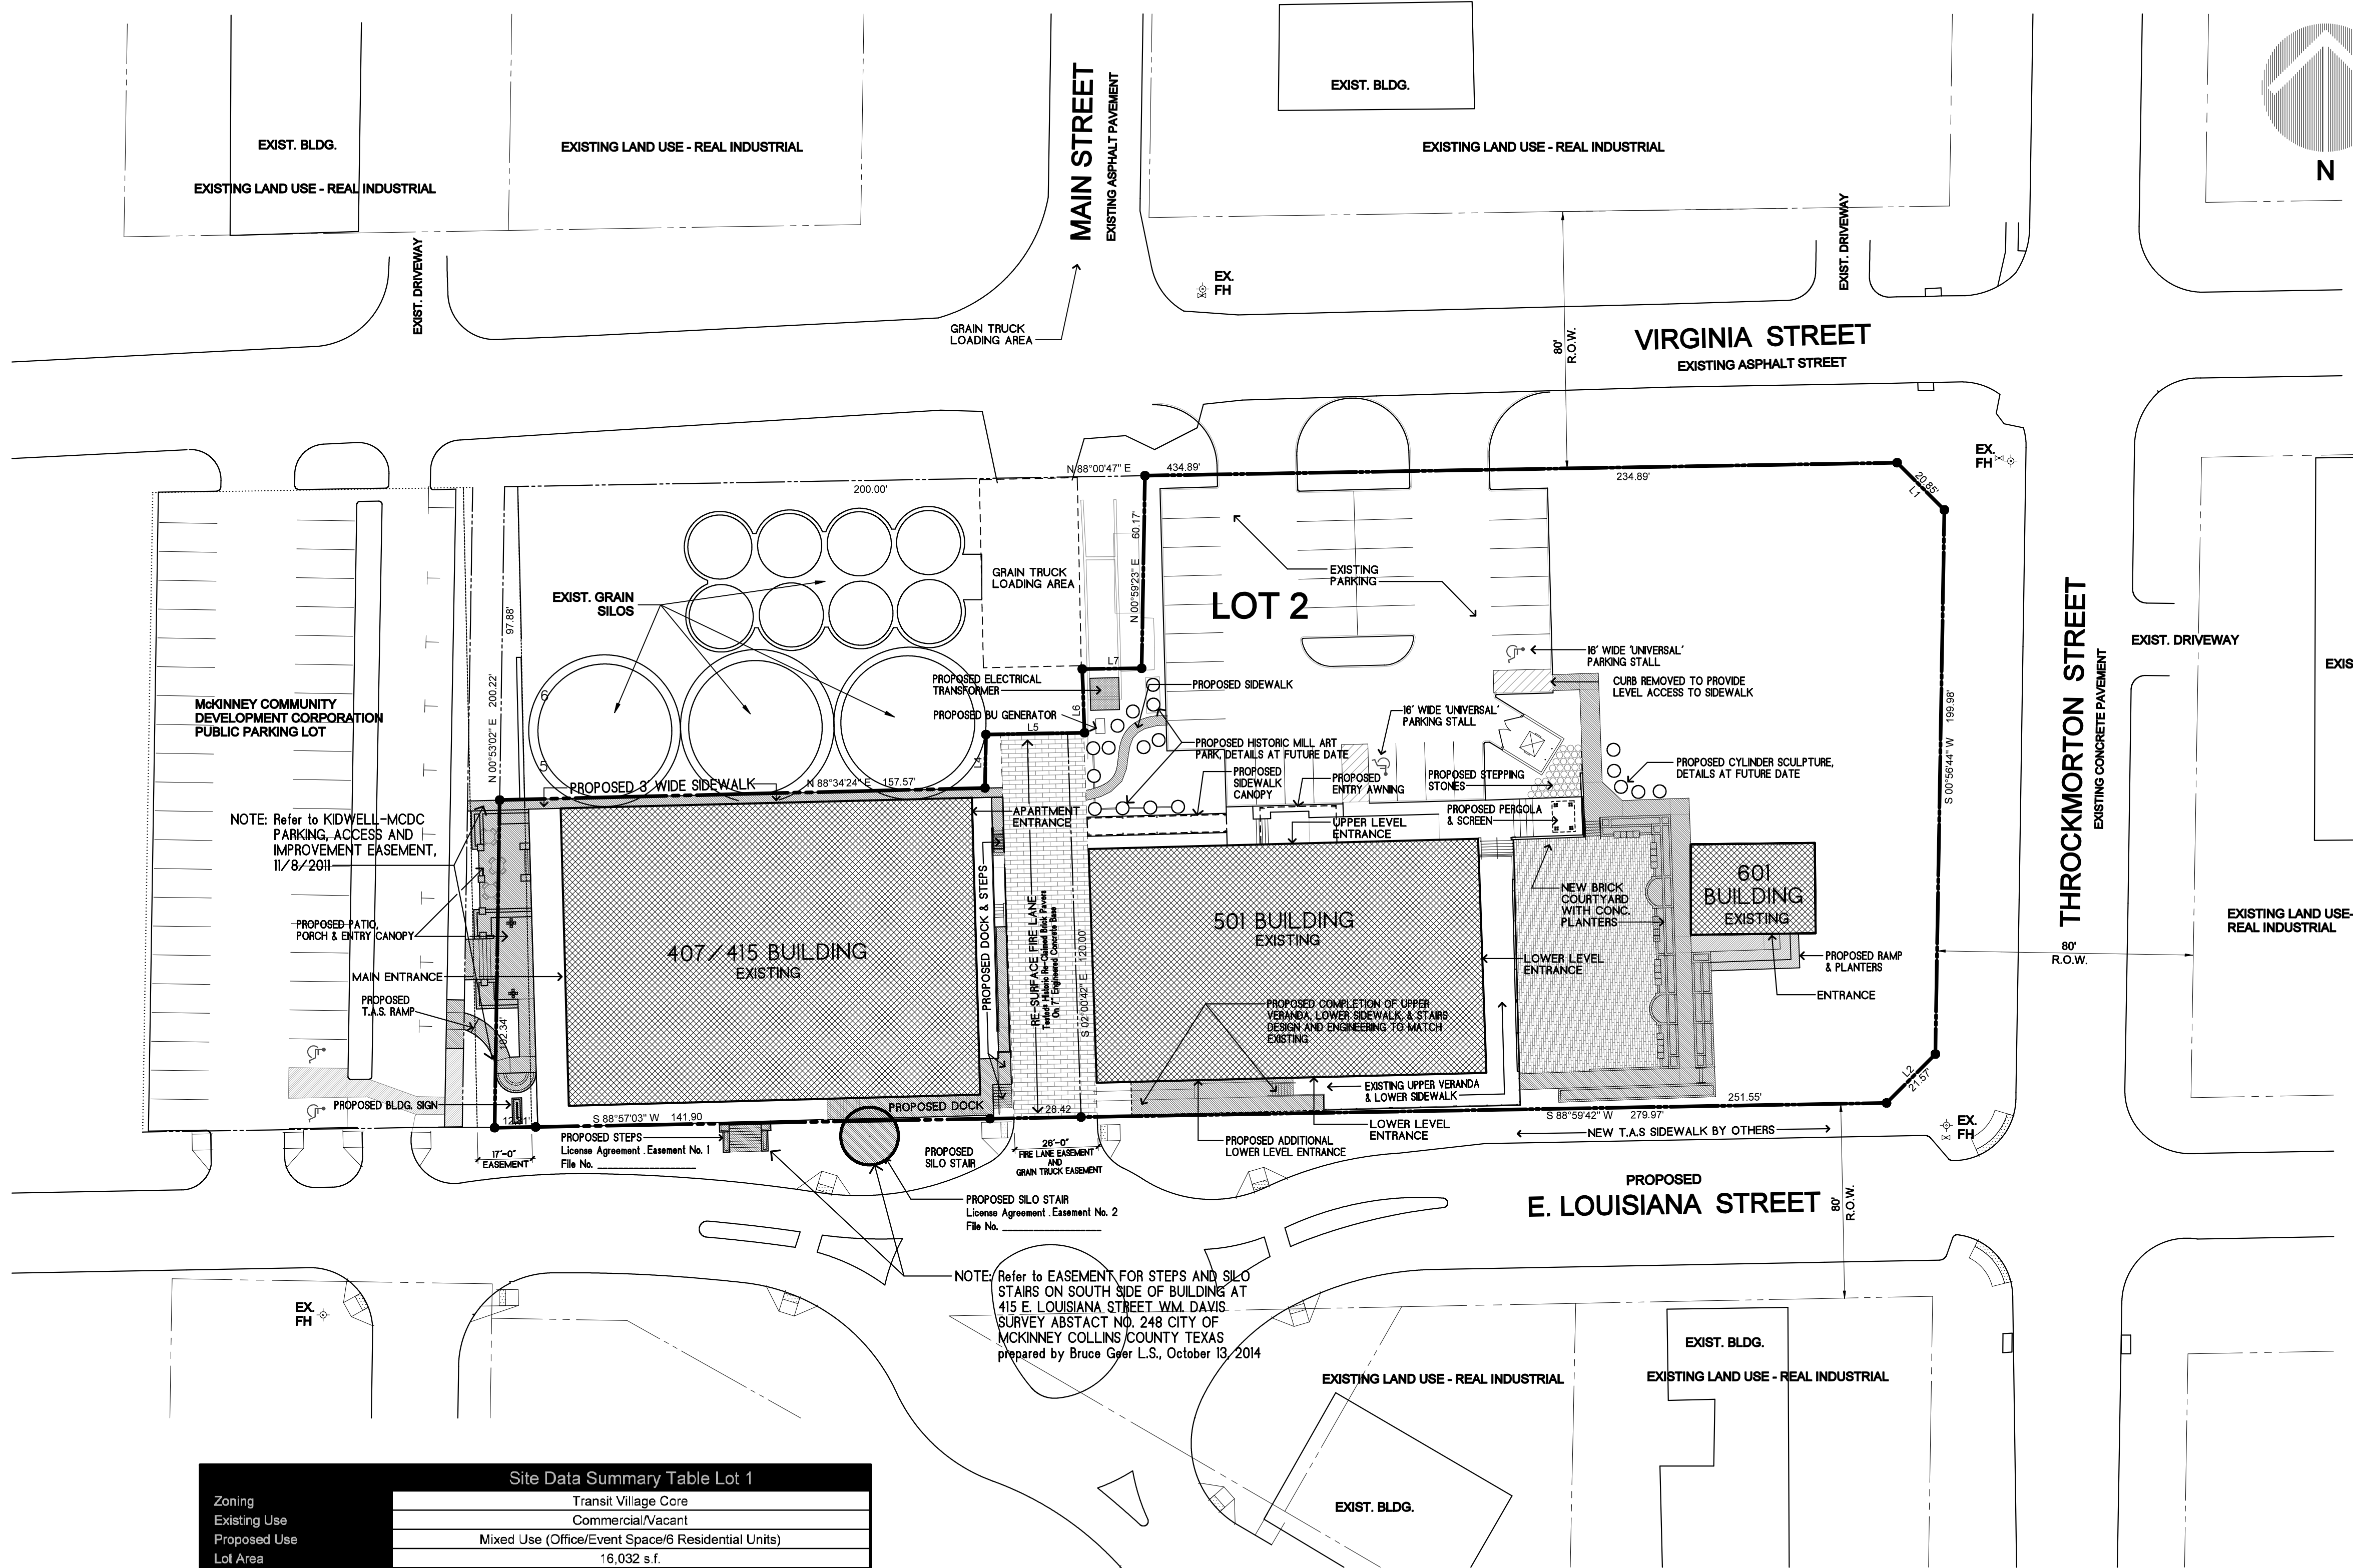 EXIST. BLDG.
EXISTING LAND USE - REAL INDUSTRIAL
EXISTING LAND USE - REAL INDUSTRIAL
EXIST. DRIVEWAY
MAIN STREET
EXISTING ASPHALT PAVEMENT
GRAIN TRUCK
LOADING AREA
EXIST. BLDG.
EXISTING LAND USE - REAL INDUSTRIAL
EX.
FH
EXIST. DRIVEWAY
N
80'
R.O.W.
VIRGINIA STREET
EXISTING ASPHALT STREET
EX.
FH
N 88°00'47" E
434.89'
234.89'
200.00'
20.85'
L1
97.88'
N 00°53'02" E 200.22'
EXIST. GRAIN
SILOS
6
5
GRAIN TRUCK
LOADING AREA
N 00°59'23" E 60.17'
LOT 2
EXISTING
PARKING
16' WIDE 'UNIVERSAL'
PARKING STALL
CURB REMOVED TO PROVIDE
LEVEL ACCESS TO SIDEWALK
L7
L6
L5
L4
PROPOSED ELECTRICAL
TRANSFORMER
PROPOSED BU GENERATOR
PROPOSED SIDEWALK
16' WIDE 'UNIVERSAL'
PARKING STALL
PROPOSED HISTORIC MILL ART
PARK, DETAILS AT FUTURE DATE
PROPOSED
SIDEWALK
CANOPY
PROPOSED
ENTRY AWNING
PROPOSED STEPPING
STONES
PROPOSED CYLINDER SCULPTURE,
DETAILS AT FUTURE DATE
PROPOSED PERGOLA
& SCREEN
UPPER LEVEL
ENTRANCE
McKINNEY COMMUNITY
DEVELOPMENT CORPORATION
PUBLIC PARKING LOT
PROPOSED 3' WIDE SIDEWALK
N 88°34'24" E 157.57'
APARTMENT
ENTRANCE
NOTE: Refer to KIDWELL-MCDC
PARKING, ACCESS AND
IMPROVEMENT EASEMENT,
11/8/2011
PROPOSED PATIO,
PORCH & ENTRY CANOPY
MAIN ENTRANCE
PROPOSED
T.A.S. RAMP
102.34'
407/415 BUILDING
EXISTING
PROPOSED DOCK & STEPS
RE-SURFACE FIRE LANE
Tested* Historic Re-Claimed Brick Pavers
On 7" Engineered Concrete Base
S 02°00'42" E 120.00'
501 BUILDING
EXISTING
NEW BRICK
COURTYARD
WITH CONC.
PLANTERS
601
BUILDING
EXISTING
LOWER LEVEL
ENTRANCE
PROPOSED RAMP
& PLANTERS
ENTRANCE
PROPOSED COMPLETION OF UPPER
VERANDA, LOWER SIDEWALK, & STAIRS
DESIGN AND ENGINEERING TO MATCH
EXISTING
EXISTING UPPER VERANDA
& LOWER SIDEWALK
S 00°56'44" W 199.98'
THROCKMORTON STREET
EXISTING CONCRETE PAVEMENT
EXIST. DRIVEWAY
EXIS
EXISTING LAND USE-
REAL INDUSTRIAL
80'
R.O.W.
L2
21.57'
PROPOSED BLDG. SIGN
S 88°57'03" W 141.90
PROPOSED DOCK
28.42
S 88°59'42" W 279.97'
251.55'
17'-0"
EASEMENT
PROPOSED STEPS
License Agreement . Easement No. 1
File No. ____________________
PROPOSED
SILO STAIR
26'-0"
FIRE LANE EASEMENT
AND
GRAIN TRUCK EASEMENT
PROPOSED ADDITIONAL
LOWER LEVEL ENTRANCE
LOWER LEVEL
ENTRANCE
NEW T.A.S SIDEWALK BY OTHERS
EX.
FH
PROPOSED SILO STAIR
License Agreement . Easement No. 2
File No. ____________________
PROPOSED
E. LOUISIANA STREET
80'
R.O.W.
NOTE: Refer to EASEMENT FOR STEPS AND SILO
STAIRS ON SOUTH SIDE OF BUILDING AT
415 E. LOUISIANA STREET WM. DAVIS
SURVEY ABSTACT NO. 248 CITY OF
MCKINNEY COLLINS COUNTY TEXAS
prepared by Bruce Geer L.S., October 13, 2014
EX.
FH
EXISTING LAND USE - REAL INDUSTRIAL
EXIST. BLDG.
EXISTING LAND USE - REAL INDUSTRIAL
EXIST. BLDG.
Site Data Summary Table Lot 1
Zoning Transit Village Core
Existing Use Commercial/Vacant
Proposed Use Mixed Use (Office/Event Space/6 Residential Units)
Lot Area 16,032 s.f.